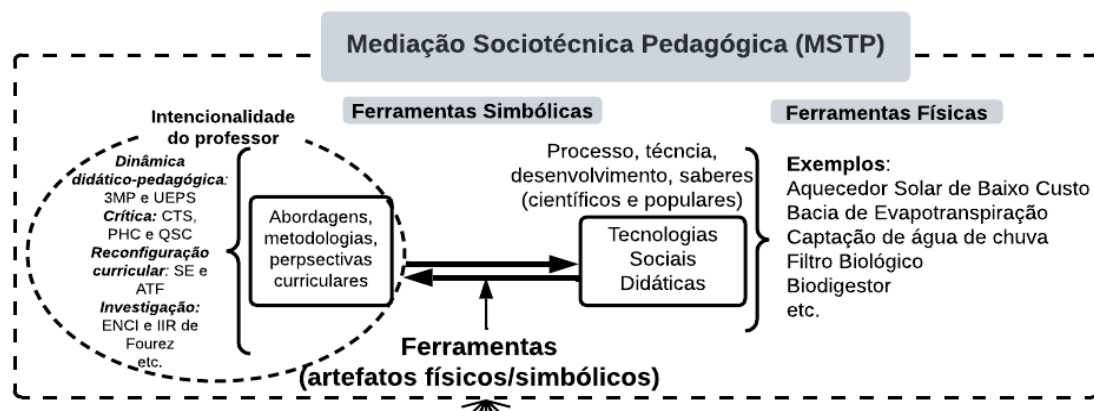 Mediação Sociotécnica Pedagógica (MSTP)
Intencionalidade
do professor
Dinâmica
didático-pedagógica:
3MP e UEPS
Crítica: CTS,
PHC e QSC
Reconfiguração
curricular: SE e
ATF
Investigação:
ENCI e IIR de
Fourez
etc.
Abordagens,
metodologias,
perpsectivas
curriculares
Ferramentas Simbólicas
Processo, técncia,
desenvolvimento, saberes
(científicos e populares)
Tecnologias
Sociais
Didáticas
Ferramentas
(artefatos físicos/simbólicos)
Ferramentas Físicas
Exemplos:
Aquecedor Solar de Baixo Custo
Bacia de Evapotranspiração
Captação de água de chuva
Filtro Biológico
Biodigestor
etc.